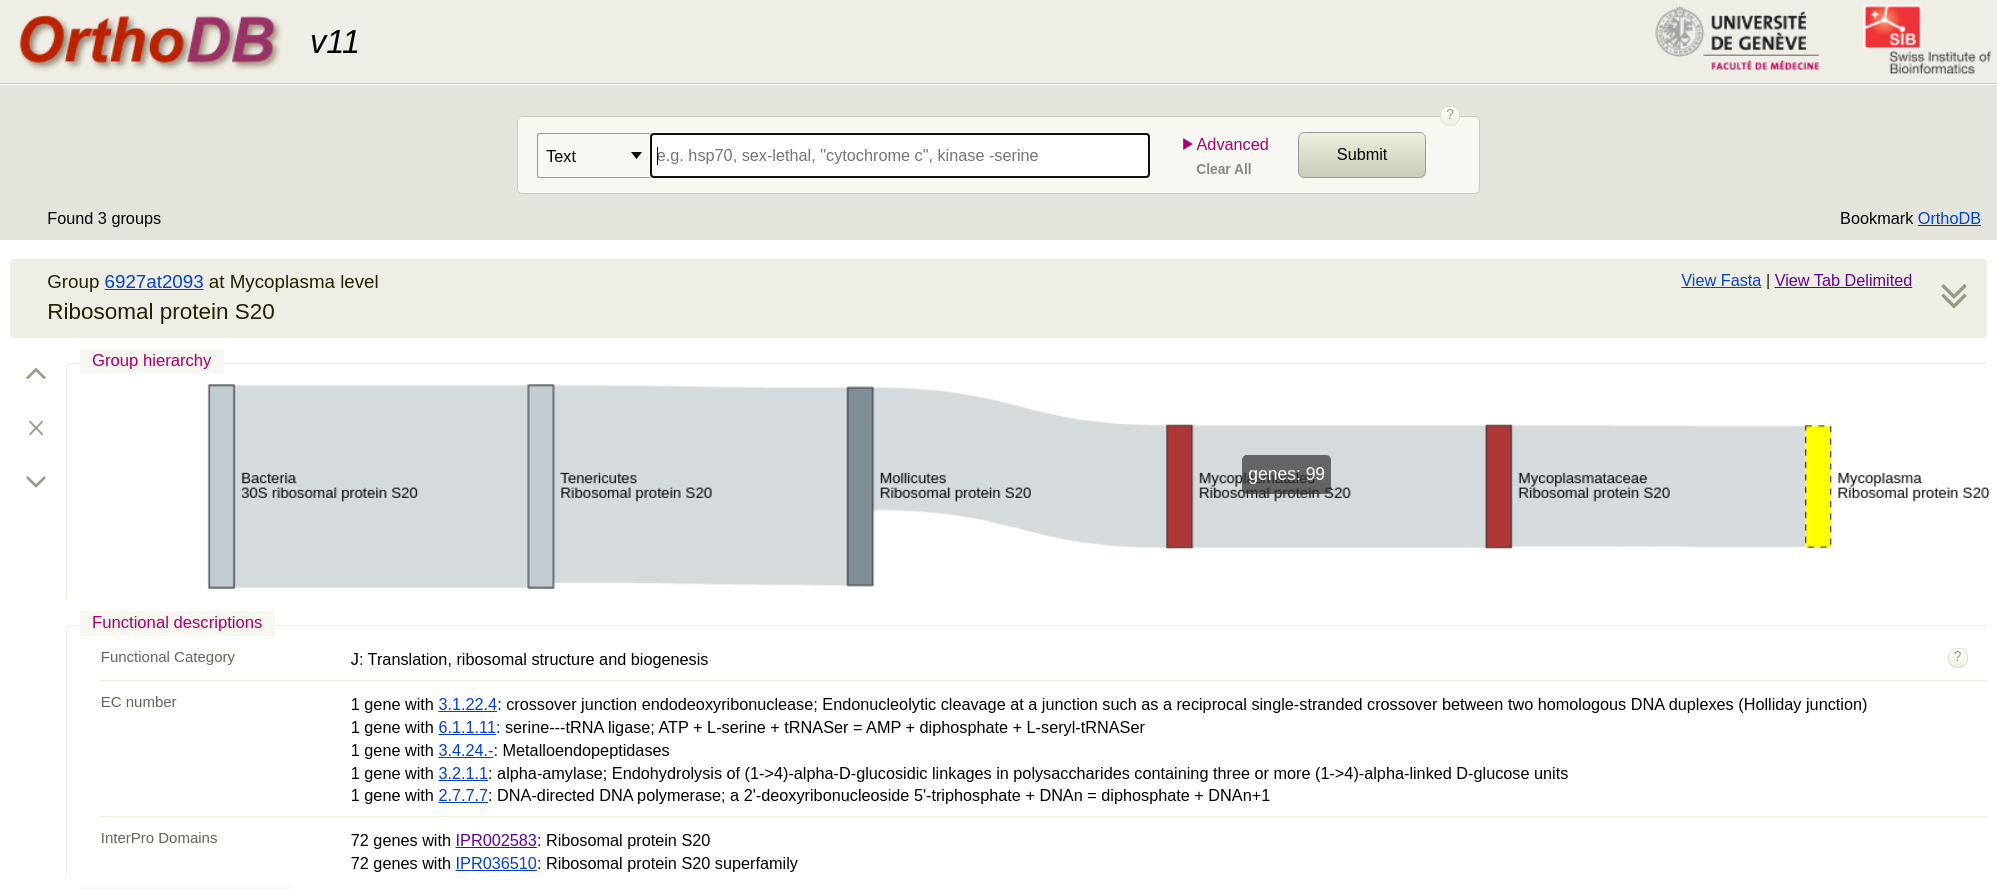 OrthoDB v11
UNIVERSITÉ
DE GENÈVE
FACULTÉ DE MÉDECINE
SIB
Swiss Institute of
Bioinformatics
?
Text
e.g. hsp70, sex-lethal, "cytochrome c", kinase -serine
Advanced
Clear All
Submit
Found 3 groups
Bookmark OrthoDB
Group 6927at2093 at Mycoplasma level
Ribosomal protein S20
View Fasta | View Tab Delimited
Group hierarchy
Bacteria
30S ribosomal protein S20
Tenericutes
Ribosomal protein S20
Mollicutes
Ribosomal protein S20
genes: 99
Ribosomal protein S20
Mycoplasmataceae
Ribosomal protein S20
Mycoplasma
Ribosomal protein S20
Functional descriptions
Functional Category
J: Translation, ribosomal structure and biogenesis
?
EC number
1 gene with 3.1.22.4: crossover junction endodeoxyribonuclease; Endonucleolytic cleavage at a junction such as a reciprocal single-stranded crossover between two homologous DNA duplexes (Holliday junction)
1 gene with 6.1.1.11: serine---tRNA ligase; ATP + L-serine + tRNASer = AMP + diphosphate + L-seryl-tRNASer
1 gene with 3.4.24.-: Metalloendopeptidases
1 gene with 3.2.1.1: alpha-amylase; Endohydrolysis of (1->4)-alpha-D-glucosidic linkages in polysaccharides containing three or more (1->4)-alpha-linked D-glucose units
1 gene with 2.7.7.7: DNA-directed DNA polymerase; a 2'-deoxyribonucleoside 5'-triphosphate + DNAn = diphosphate + DNAn+1
InterPro Domains
72 genes with IPR002583: Ribosomal protein S20
72 genes with IPR036510: Ribosomal protein S20 superfamily